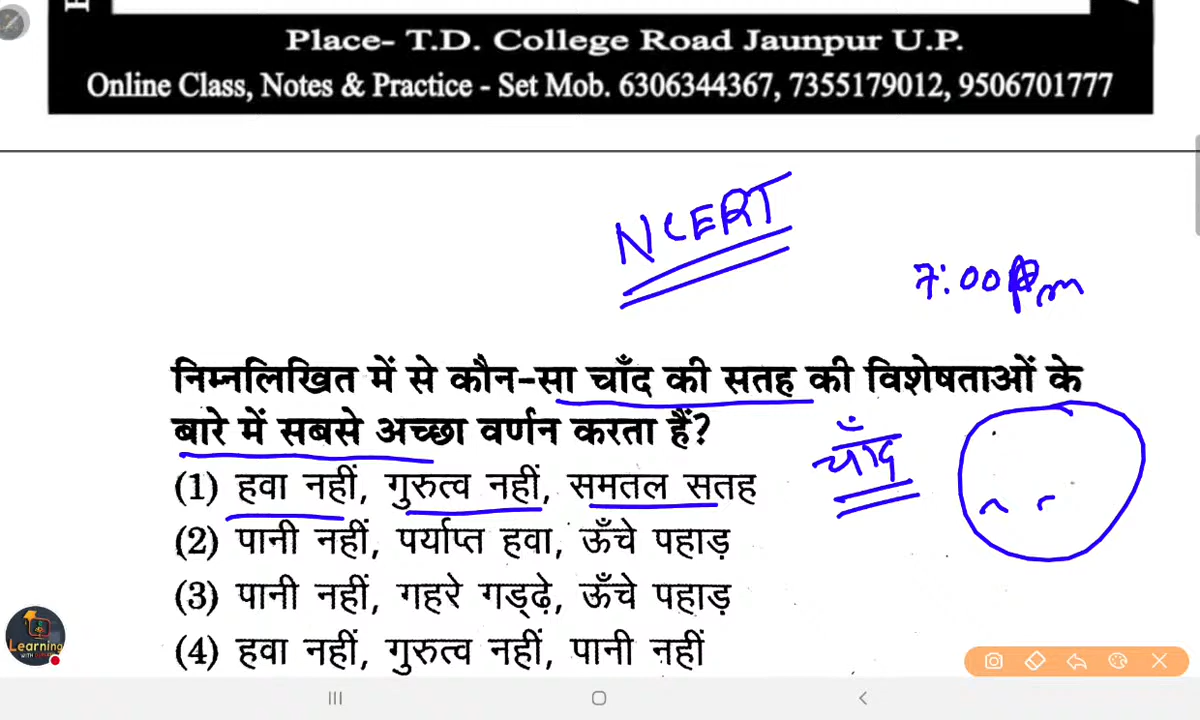 Place- T.D. College Road Jaunpur U.P.
Online Class, Notes & Practice - Set Mob. 6306344367, 7355179012, 9506701777
NCERT
7:00 Pm
निम्नलिखित में से कौन-सा चाँद की सतह की विशेषताओं के
बारे में सबसे अच्छा वर्णन करता हैं?
चाँद
(1) हवा नहीं, गुरुत्व नहीं, समतल सतह
(2) पानी नहीं, पर्याप्त हवा, ऊँचे पहाड़
(3) पानी नहीं, गहरे गड्ढ़े, ऊँचे पहाड़
(4) हवा नहीं, गुरुत्व नहीं, पानी नहीं
Learning